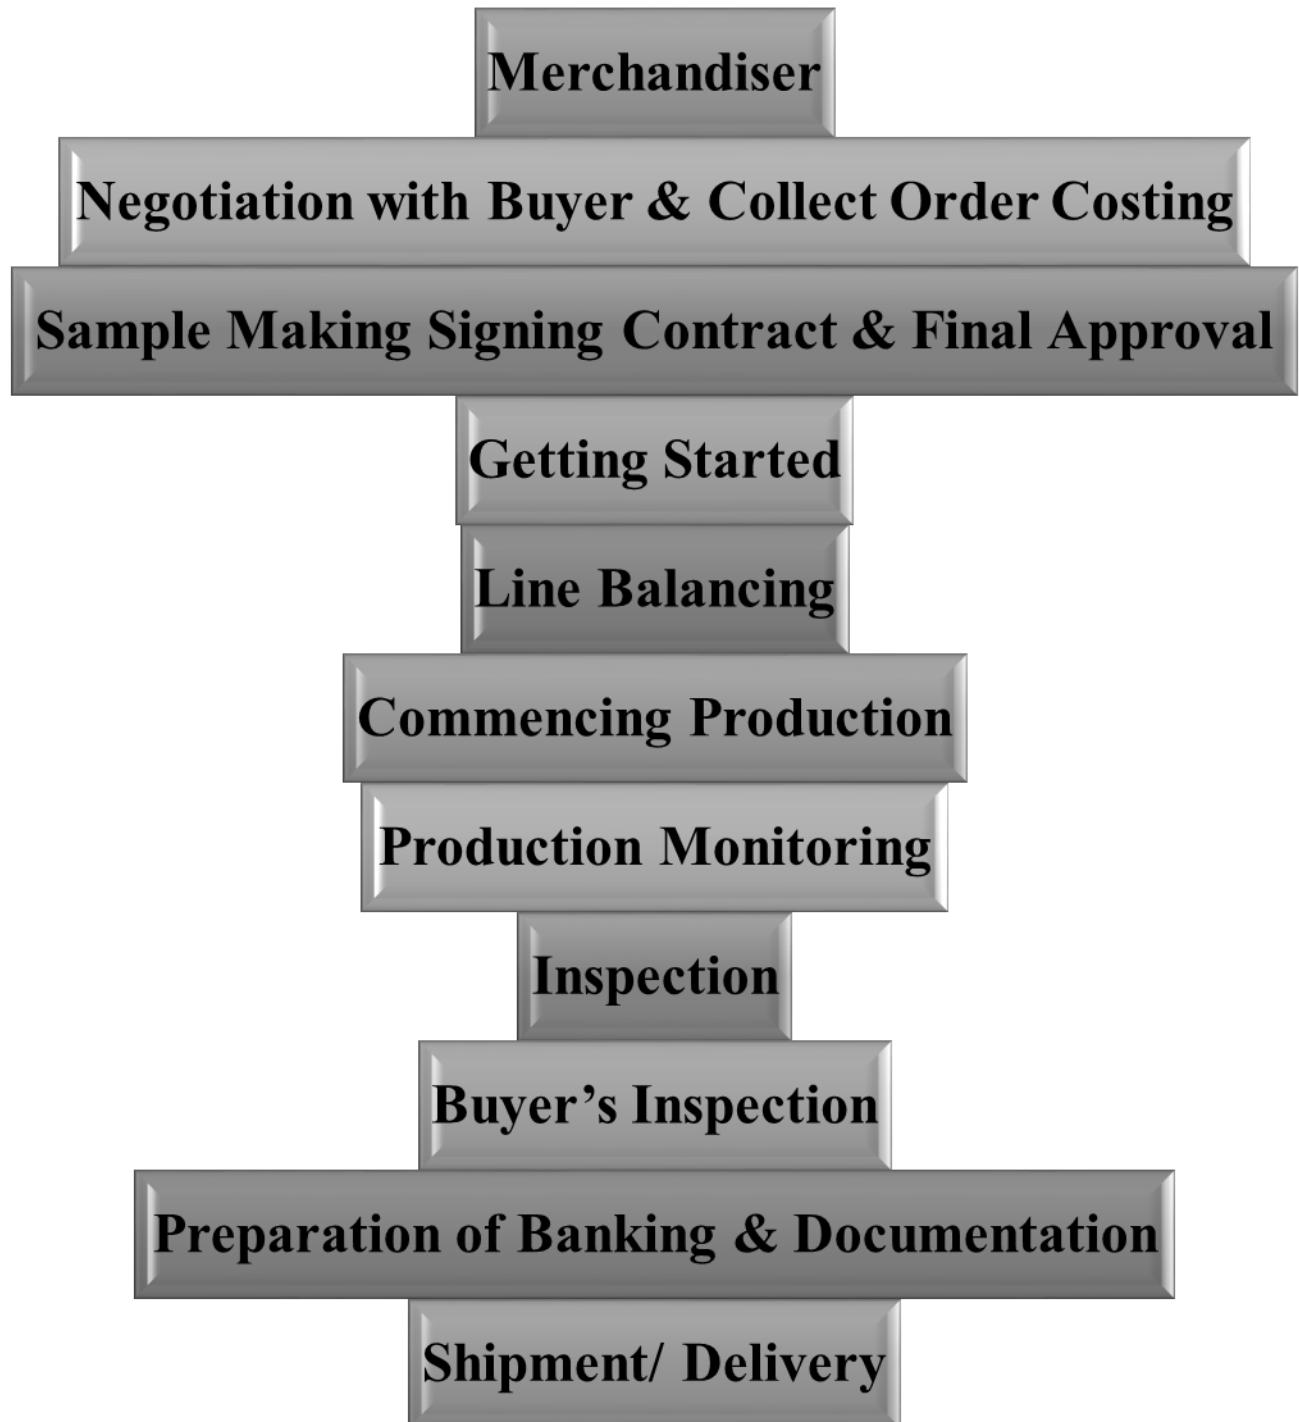 Merchandiser
Negotiation with Buyer & Collect Order Costing
Sample Making Signing Contract & Final Approval
Getting Started
Line Balancing
Commencing Production
Production Monitoring
Inspection
Buyer’s Inspection
Preparation of Banking & Documentation
Shipment/ Delivery